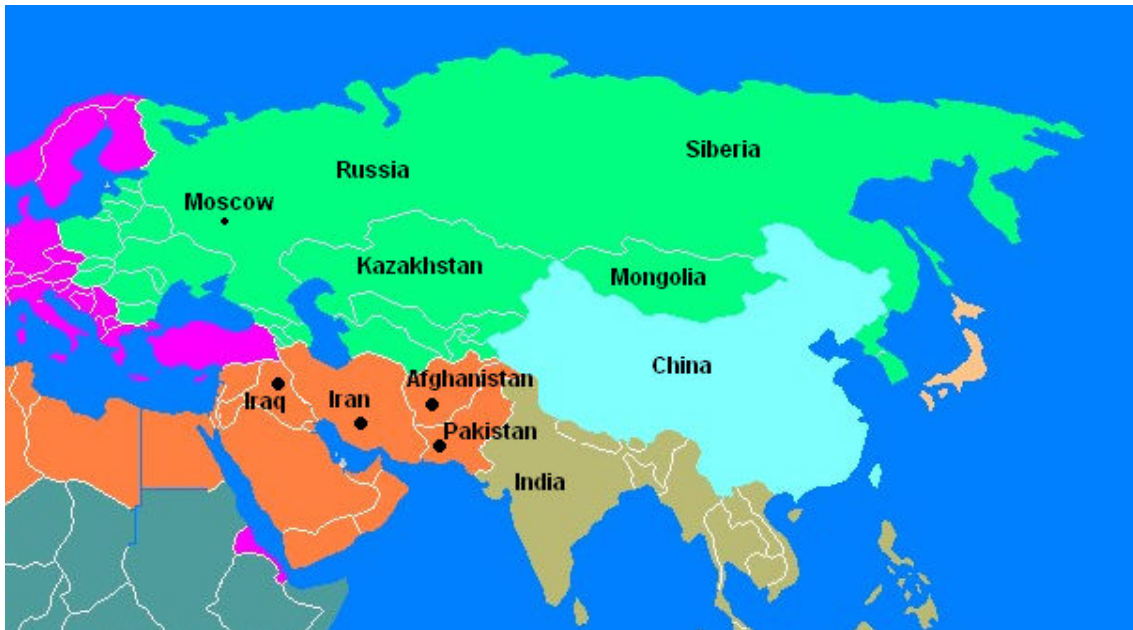 Siberia
Russia
Moscow
Kazakhstan
Mongolia
China
Afghanistan
Iraq
Iran
Pakistan
India